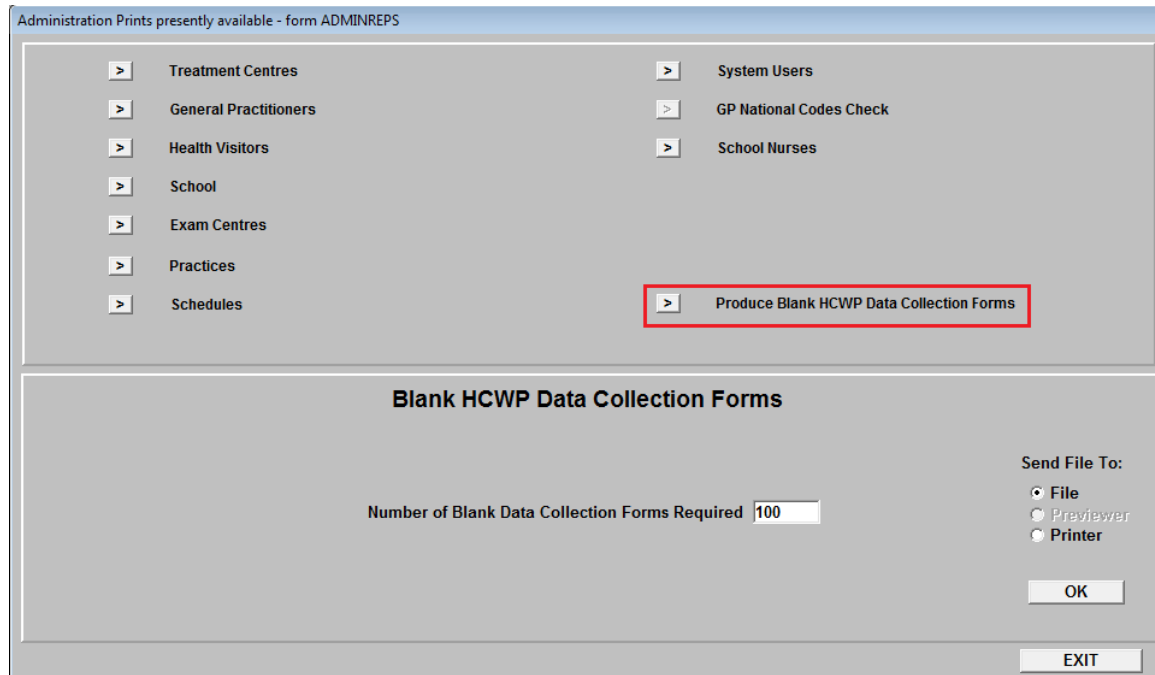 Administration Prints presently available - form ADMINREPS
> Treatment Centres
> General Practitioners
> Health Visitors
> School
> Exam Centres
> Practices
> Schedules
> System Users
> GP National Codes Check
> School Nurses
> Produce Blank HCWP Data Collection Forms
Blank HCWP Data Collection Forms
Number of Blank Data Collection Forms Required 100
Send File To:
File
Previewer
Printer
OK
EXIT